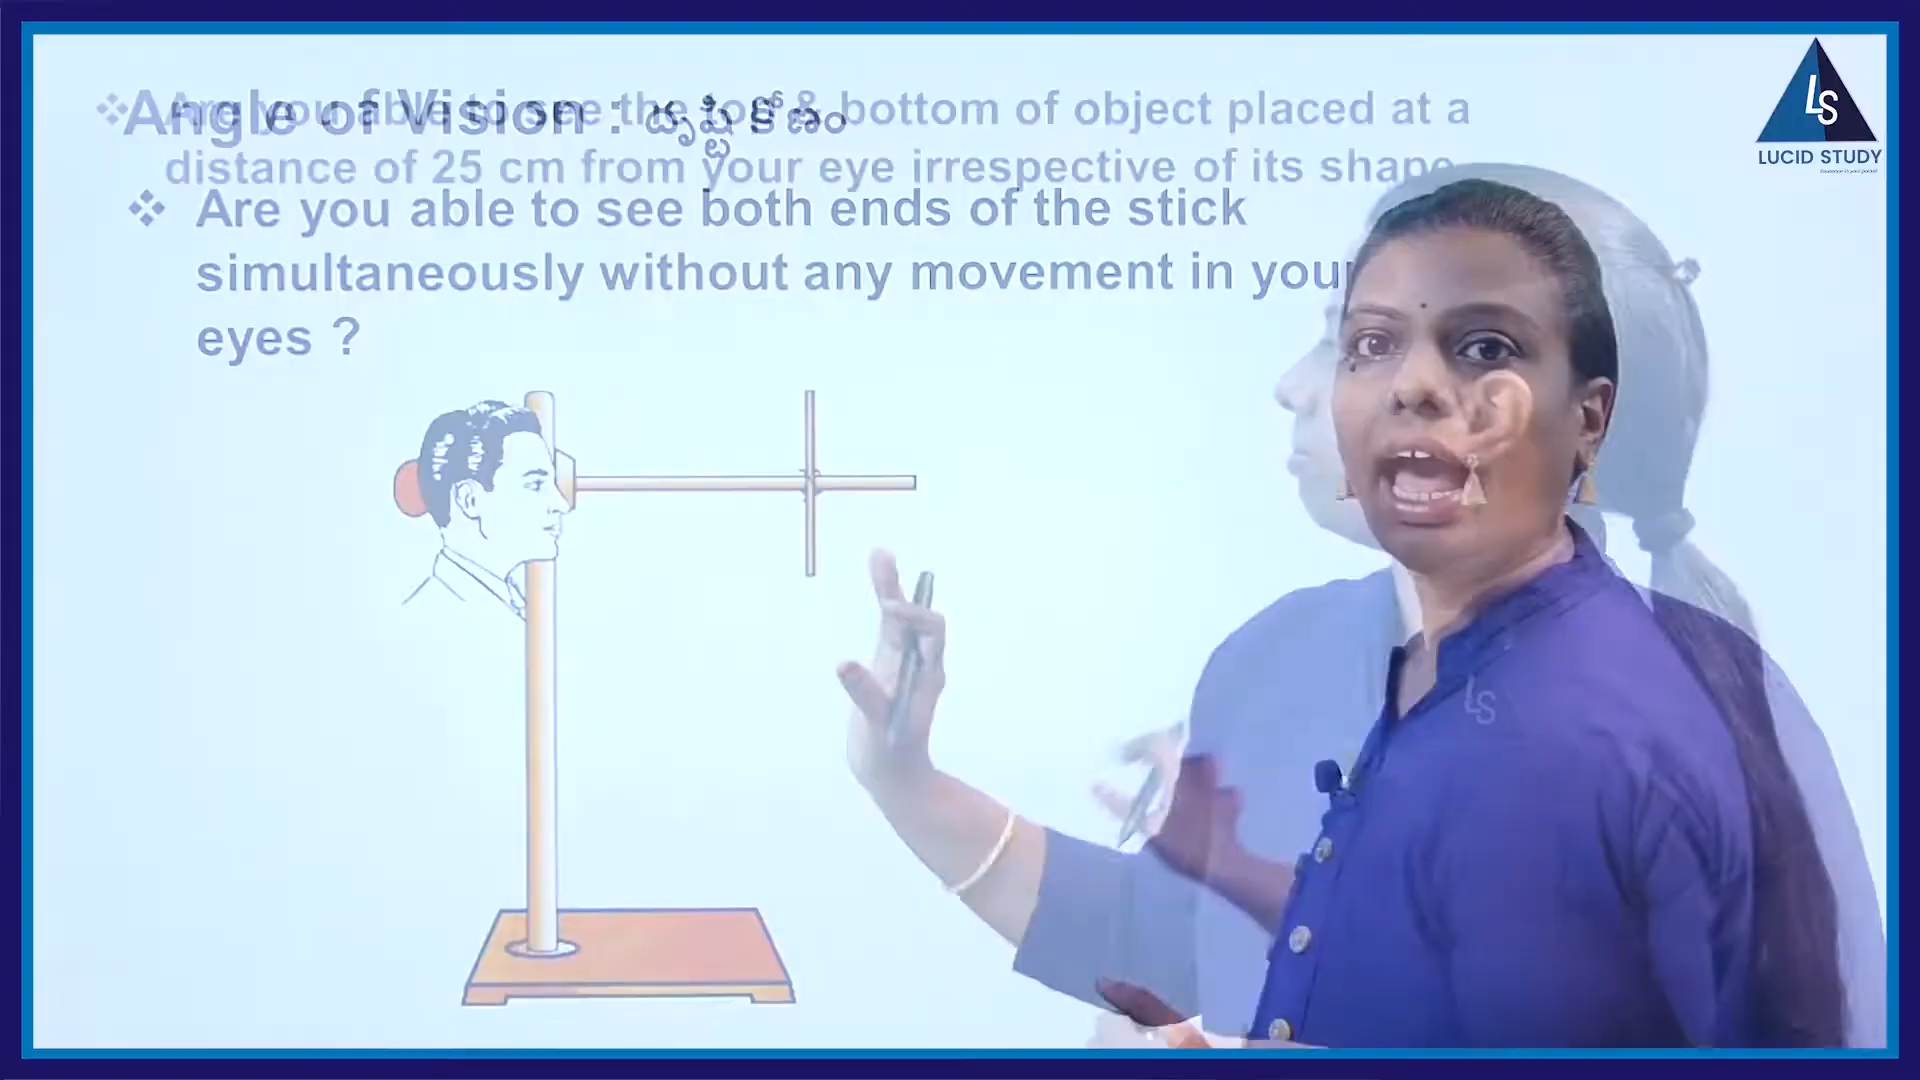 Angle of Vision : దృష్టి కోణం
❖ Are you able to see the top & bottom of object placed at a
distance of 25 cm from your eye irrespective of its shape
❖ Are you able to see both ends of the stick
simultaneously without any movement in your
eyes ?
LS
LUCID STUDY
LS